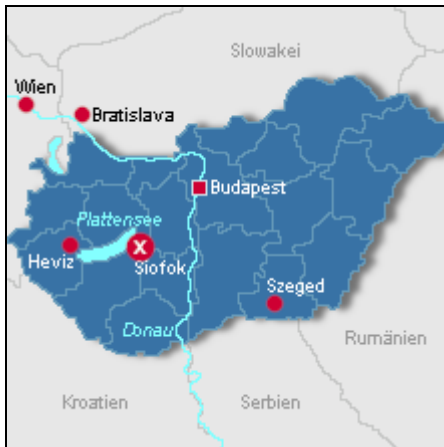 Slowakei
Wien
Bratislava
Budapest
Plattensee
X
Heviz
Siofok
Szeged
Donau
Rumänien
Kroatien
Serbien